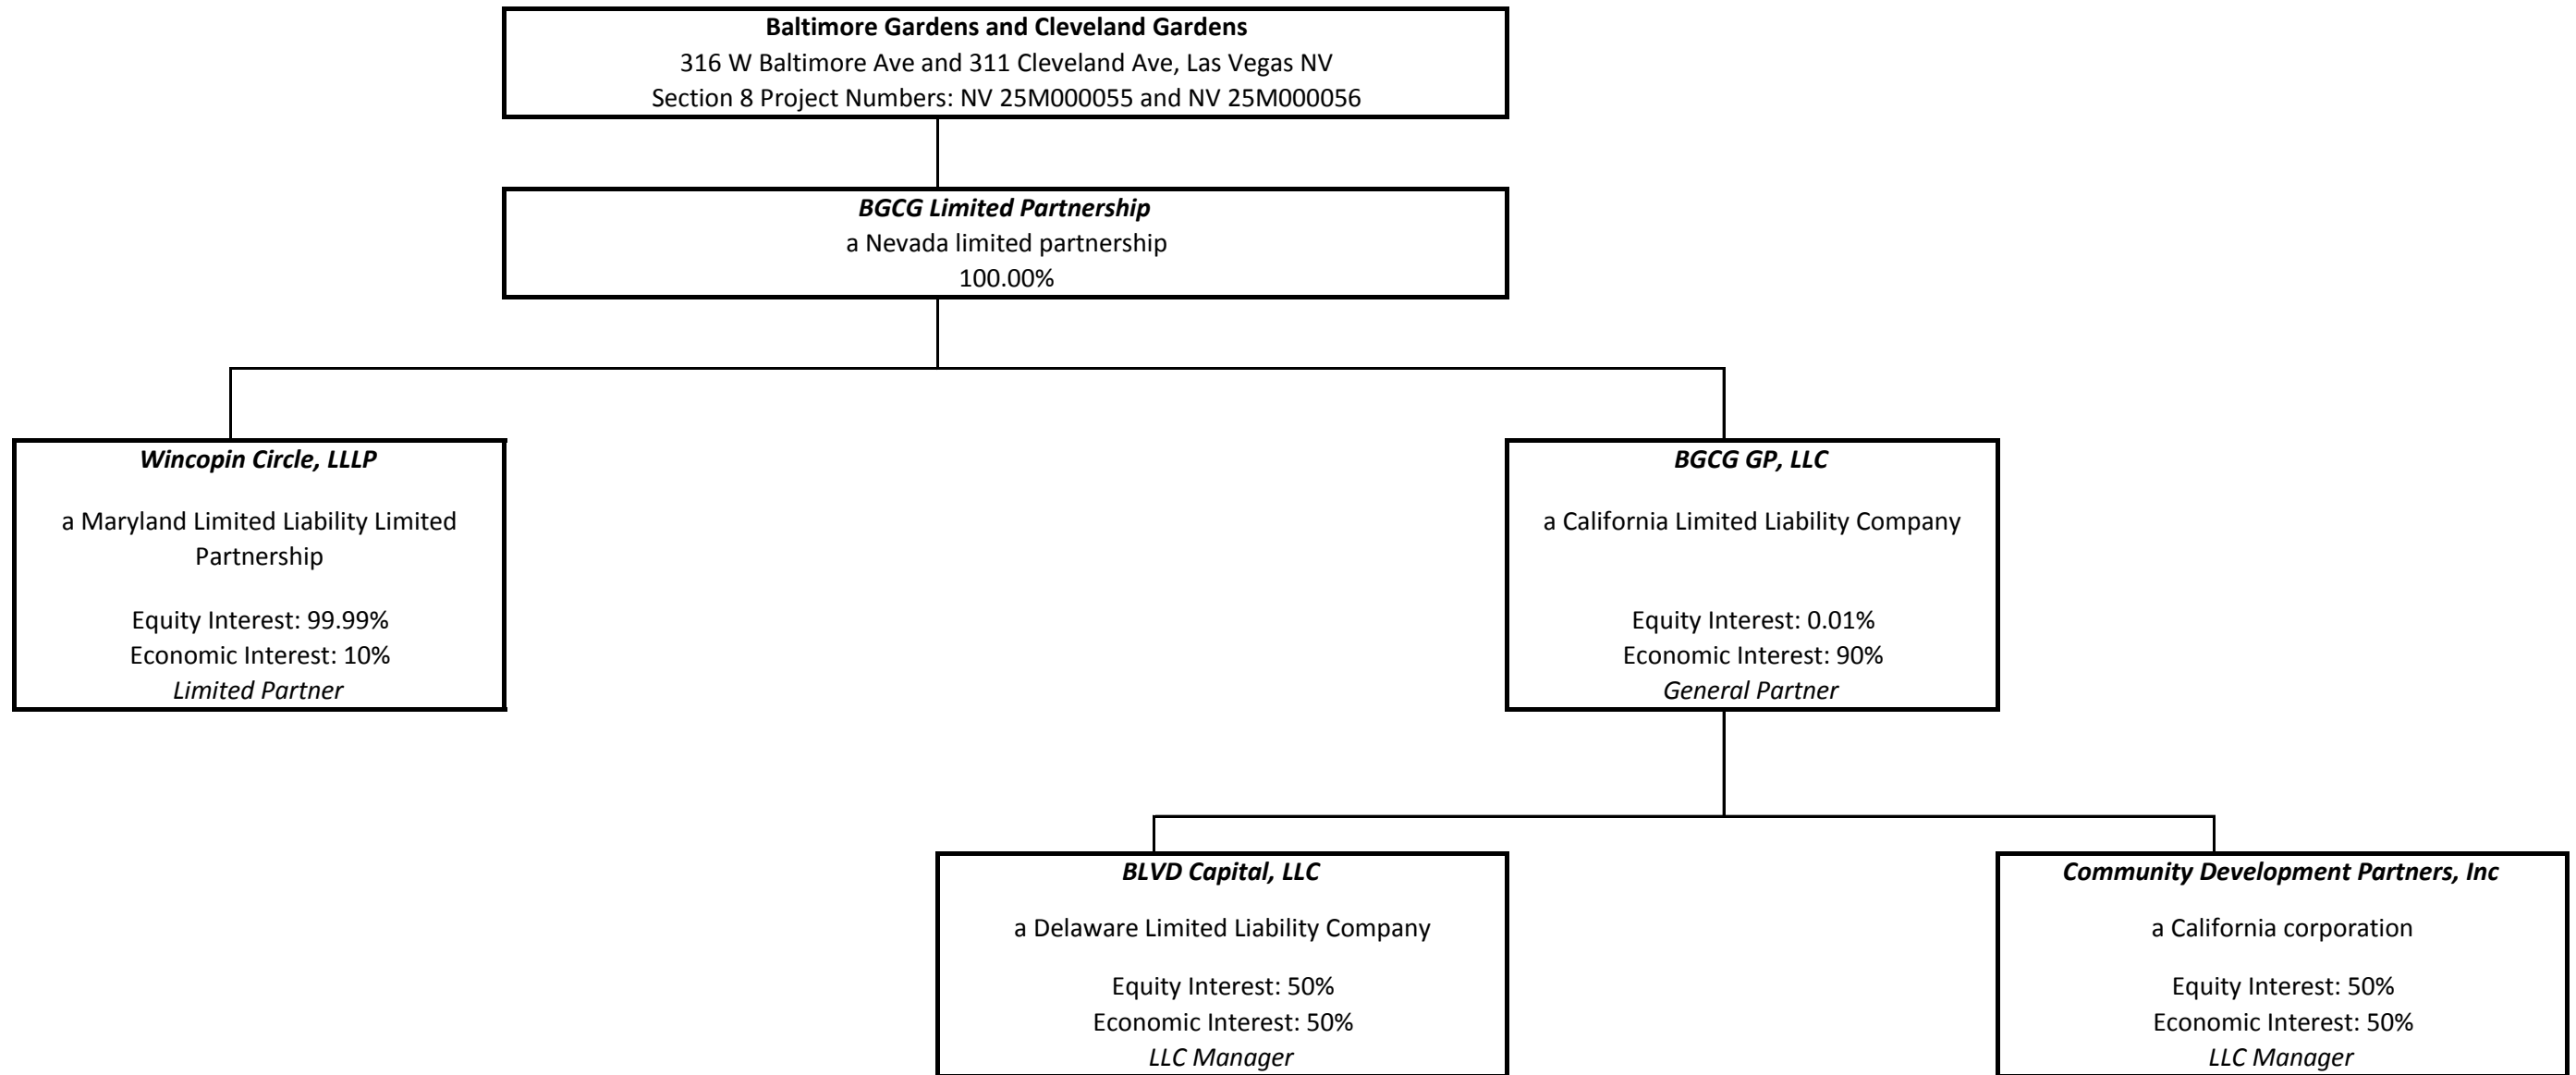 Baltimore Gardens and Cleveland Gardens
316 W Baltimore Ave and 311 Cleveland Ave, Las Vegas NV
Section 8 Project Numbers: NV 25M000055 and NV 25M000056
BGCG Limited Partnership
a Nevada limited partnership
100.00%
Wincopin Circle, LLLP
a Maryland Limited Liability Limited
Partnership
Equity Interest: 99.99%
Economic Interest: 10%
Limited Partner
BGCG GP, LLC
a California Limited Liability Company
Equity Interest: 0.01%
Economic Interest: 90%
General Partner
BLVD Capital, LLC
a Delaware Limited Liability Company
Equity Interest: 50%
Economic Interest: 50%
LLC Manager
Community Development Partners, Inc
a California corporation
Equity Interest: 50%
Economic Interest: 50%
LLC Manager